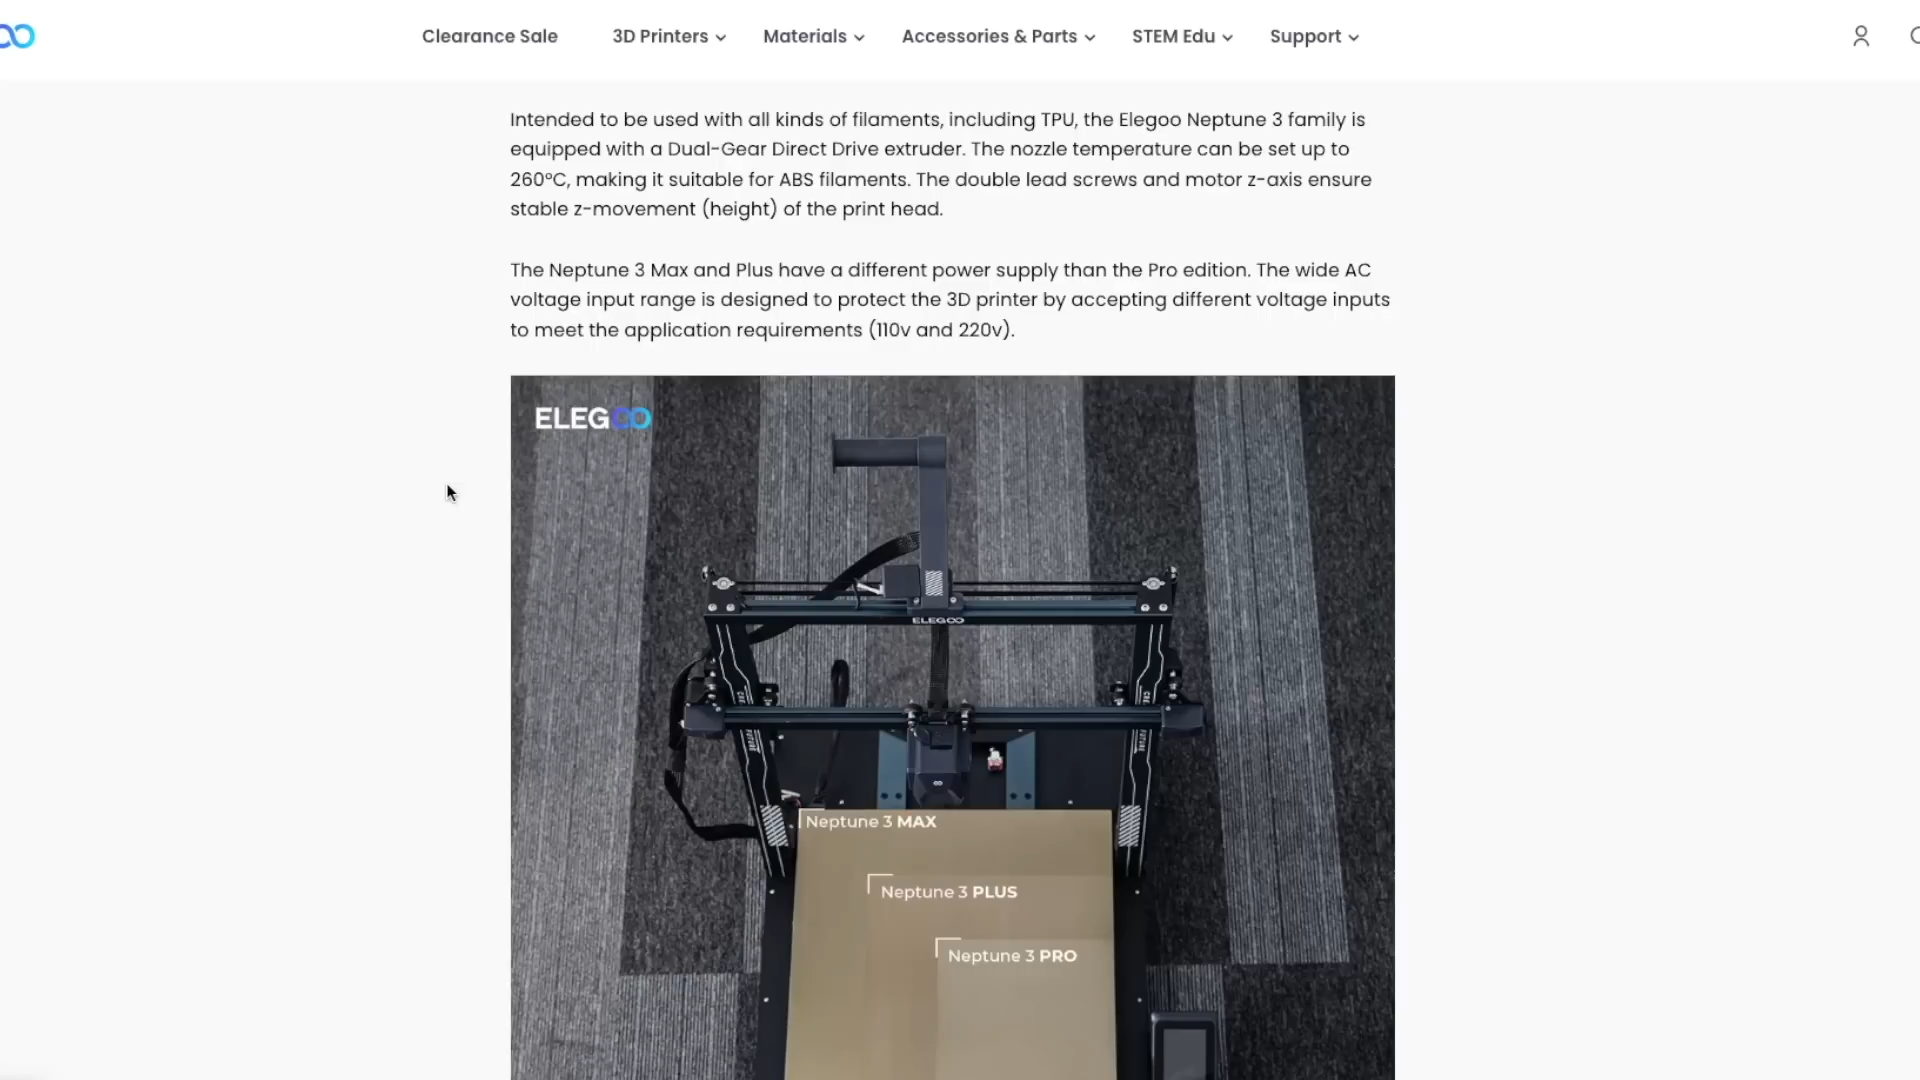 Clearance Sale 3D Printers Materials Accessories & Parts STEM Edu Support
Intended to be used with all kinds of filaments, including TPU, the Elegoo Neptune 3 family is
equipped with a Dual-Gear Direct Drive extruder. The nozzle temperature can be set up to
260°C, making it suitable for ABS filaments. The double lead screws and motor z-axis ensure
stable z-movement (height) of the print head.
The Neptune 3 Max and Plus have a different power supply than the Pro edition. The wide AC
voltage input range is designed to protect the 3D printer by accepting different voltage inputs
to meet the application requirements (110v and 220v).
ELEGOO
ELEGOO
Neptune 3 MAX
Neptune 3 PLUS
Neptune 3 PRO